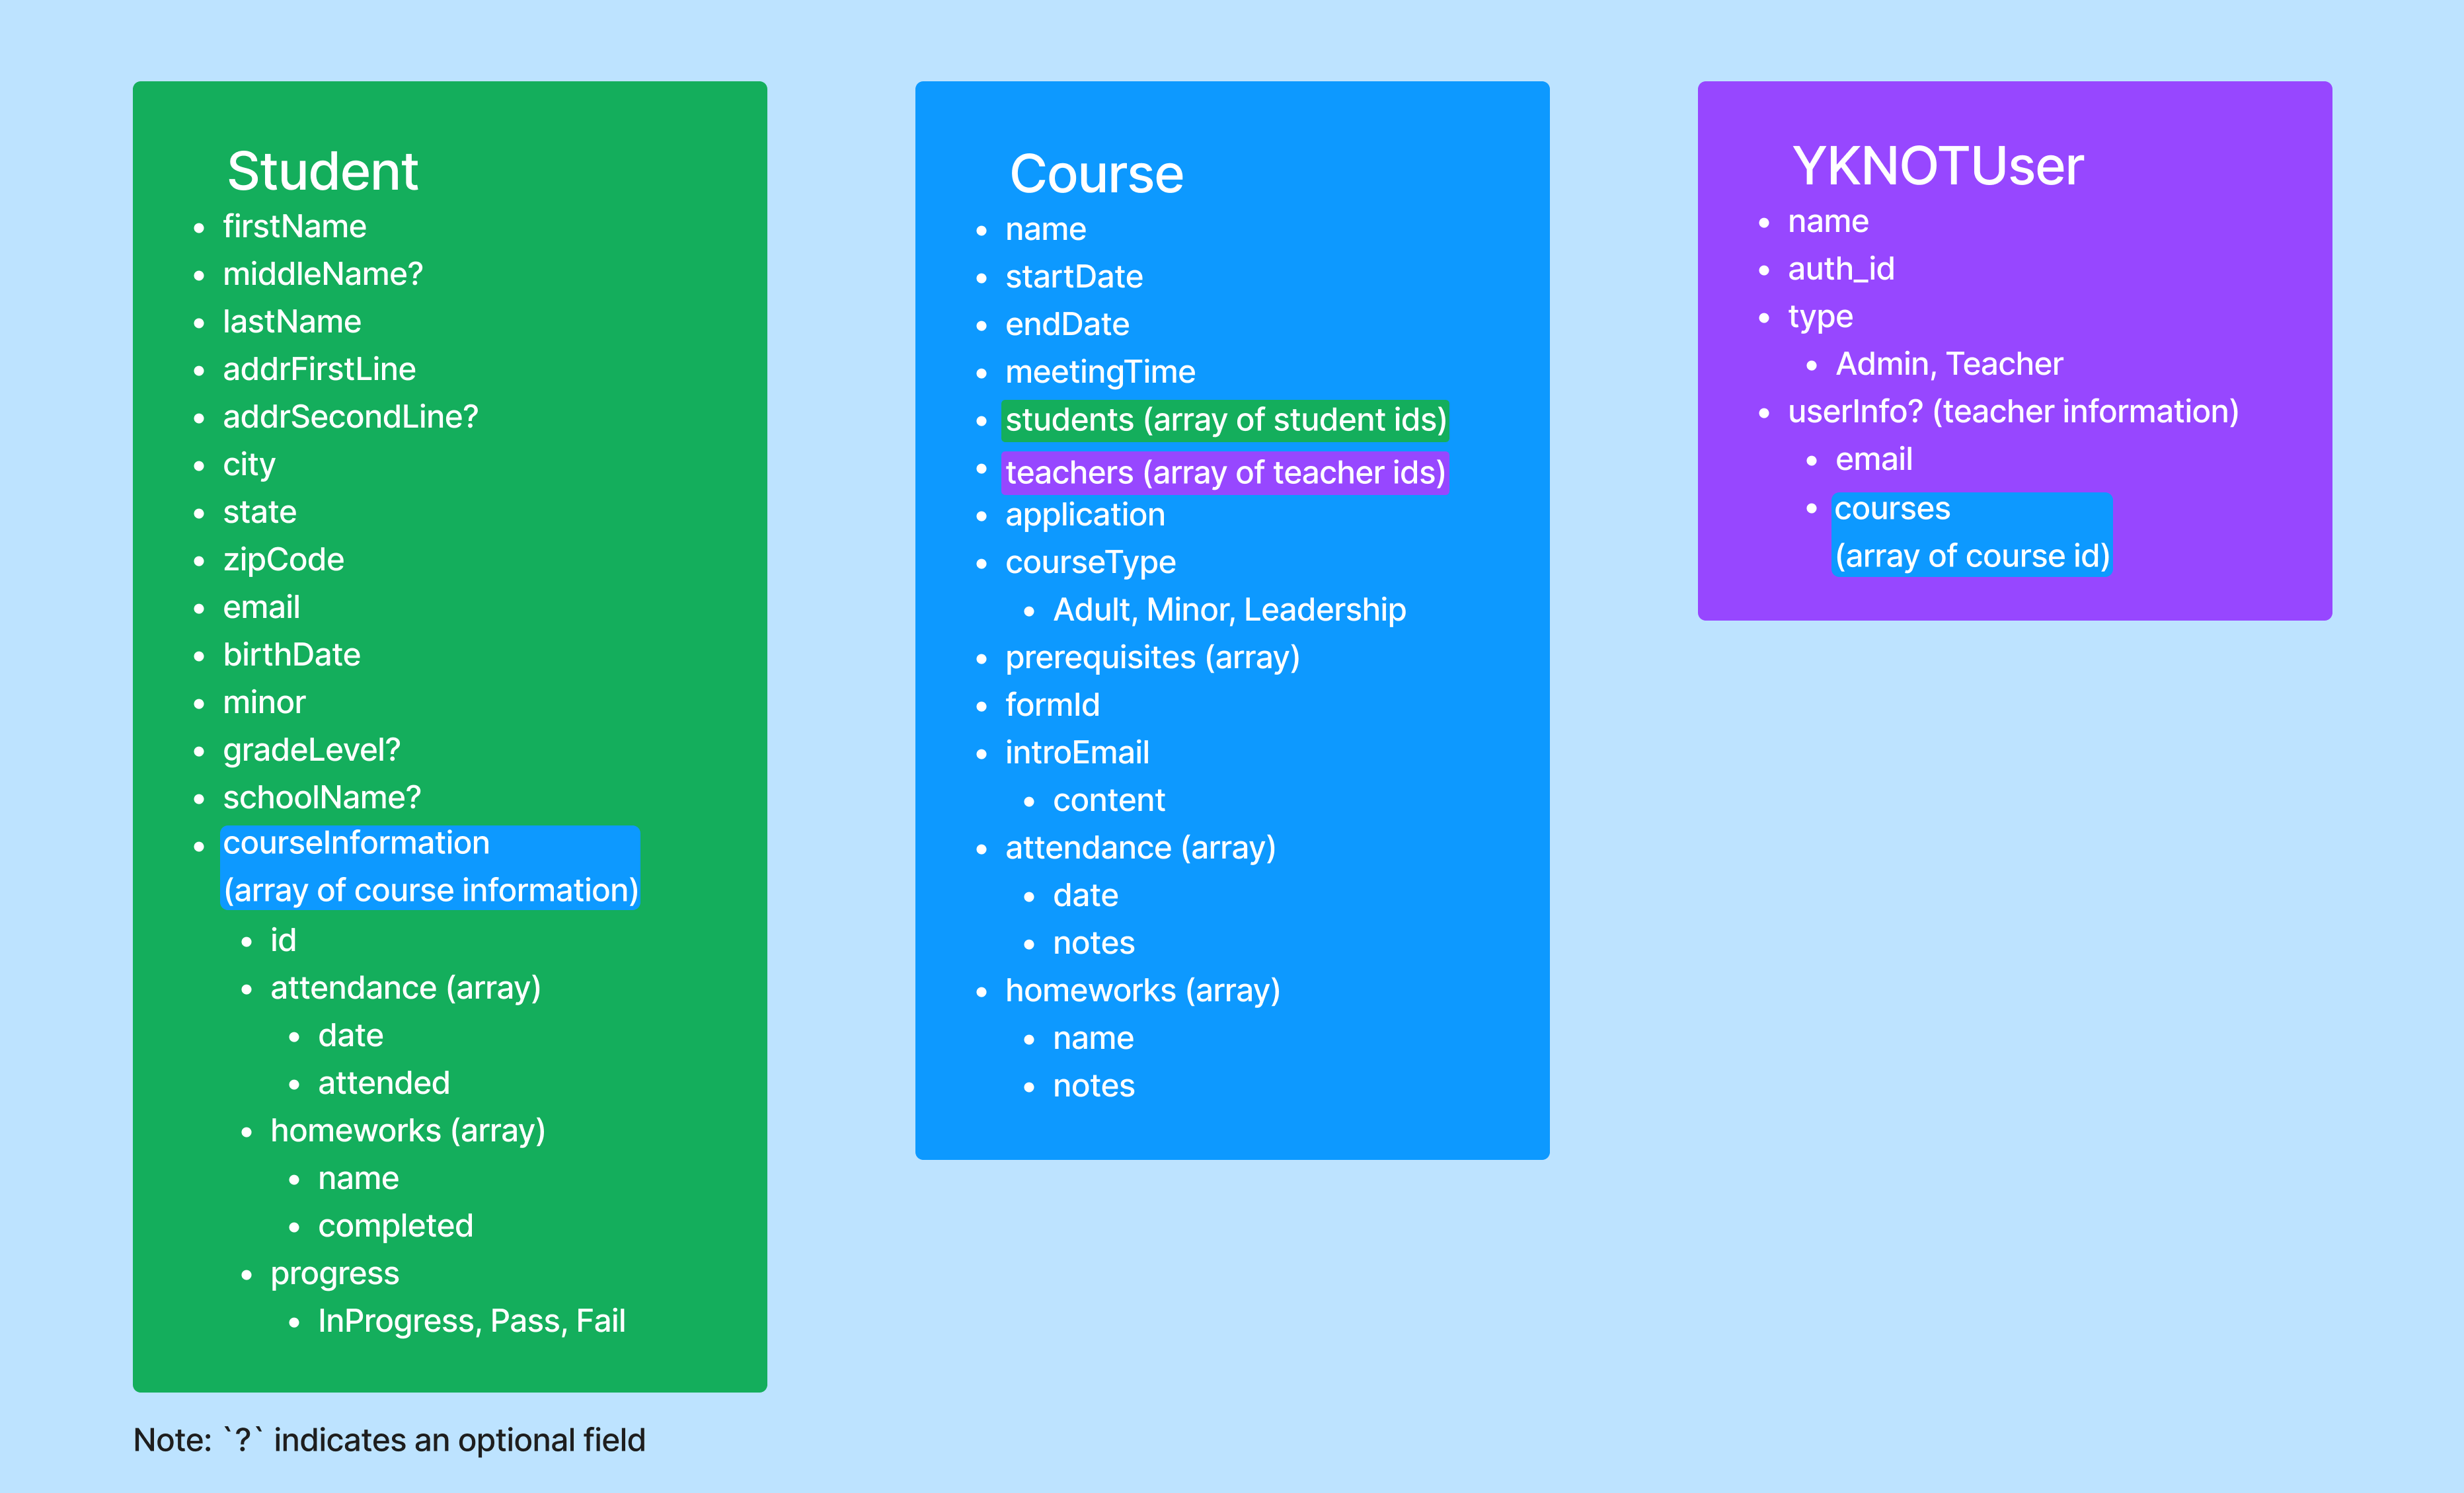 Student
firstName
middleName?
lastName
addrFirstLine
addrSecondLine?
city
state
zipCode
email
birthDate
minor
gradeLevel?
schoolName?
courseInformation
(array of course information)
id
attendance (array)
date
attended
homeworks (array)
name
completed
progress
InProgress, Pass, Fail
Course
name
startDate
endDate
meetingTime
students (array of student ids)
teachers (array of teacher ids)
application
courseType
Adult, Minor, Leadership
prerequisites (array)
formId
introEmail
content
attendance (array)
date
notes
homeworks (array)
name
notes
YKNOTUser
name
auth_id
type
Admin, Teacher
userInfo? (teacher information)
email
courses
(array of course id)
Note: `?` indicates an optional field